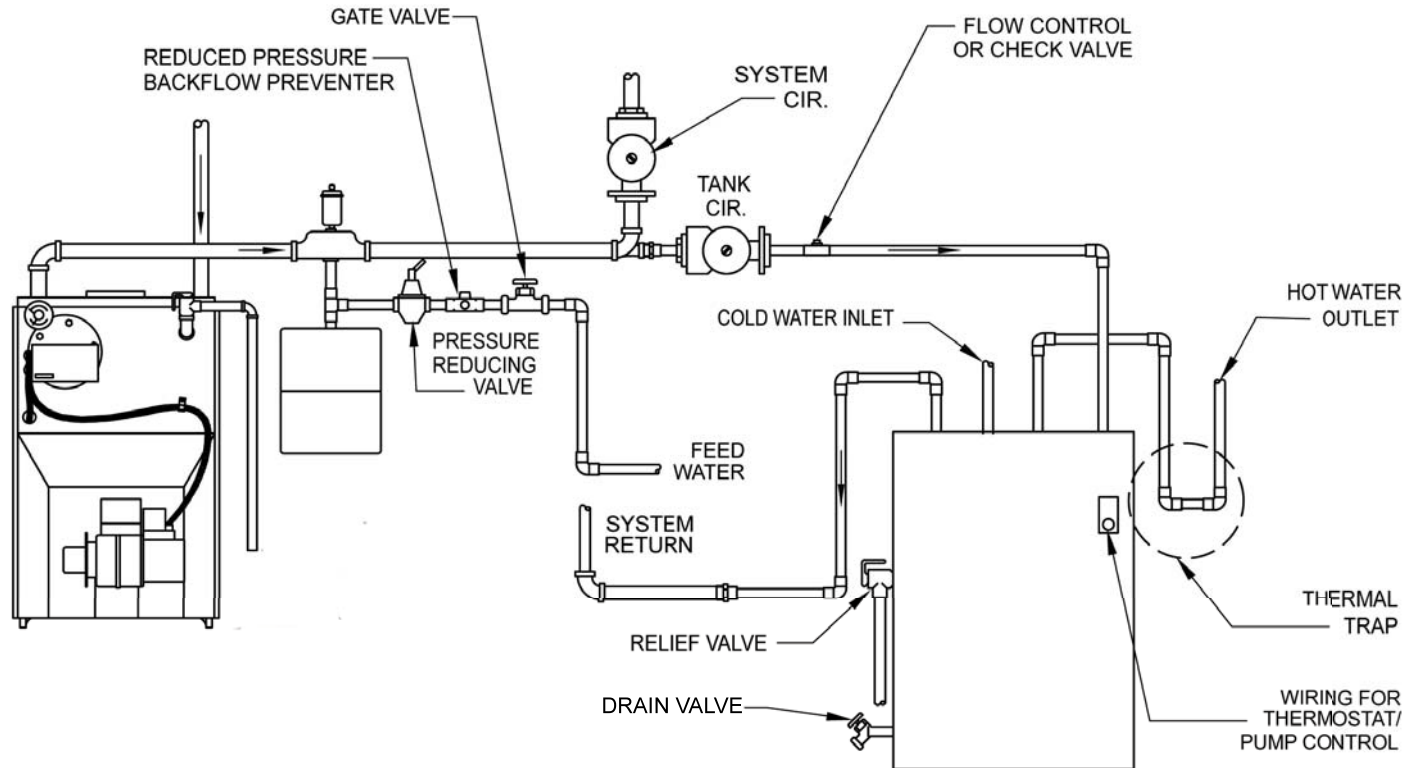 GATE VALVE
REDUCED PRESSURE
BACKFLOW PREVENTER
SYSTEM
CIR.
FLOW CONTROL
OR CHECK VALVE
TANK
CIR.
PRESSURE
REDUCING
VALVE
COLD WATER INLET
HOT WATER
OUTLET
FEED
WATER
SYSTEM
RETURN
RELIEF VALVE
DRAIN VALVE
THERMAL
TRAP
WIRING FOR
THERMOSTAT/
PUMP CONTROL